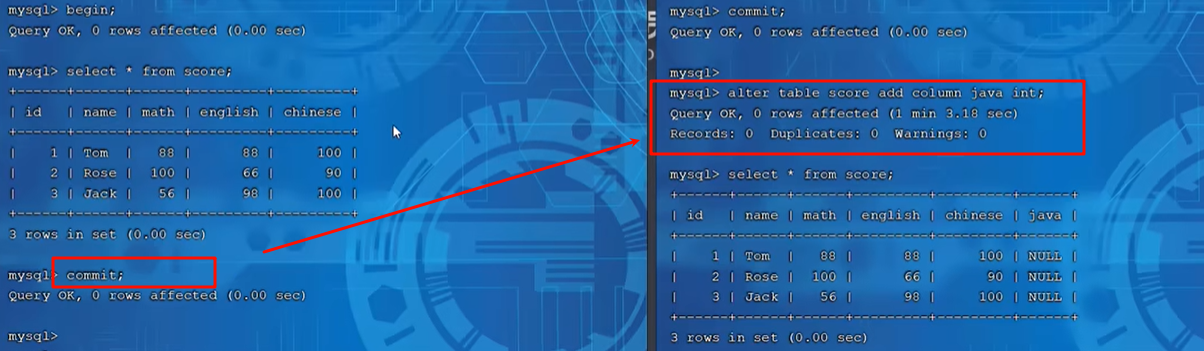 mysql> begin;
Query OK, 0 rows affected (0.00 sec)
mysql> select * from score;
+------+------+------+---------+---------+
| id   | name | math | english | chinese |
+------+------+------+---------+---------+
|    1 | Tom  |   88 |      88 |     100 |
|    2 | Rose |  100 |      66 |      90 |
|    3 | Jack |   56 |      98 |     100 |
+------+------+------+---------+---------+
3 rows in set (0.00 sec)
mysql> commit;
Query OK, 0 rows affected (0.00 sec)
mysql>
mysql> commit;
Query OK, 0 rows affected (0.00 sec)
mysql>
mysql> alter table score add column java int;
Query OK, 0 rows affected (1 min 3.18 sec)
Records: 0  Duplicates: 0  Warnings: 0
mysql> select * from score;
+------+------+------+---------+---------+------+
| id   | name | math | english | chinese | java |
+------+------+------+---------+---------+------+
|    1 | Tom  |   88 |      88 |     100 | NULL |
|    2 | Rose |  100 |      66 |      90 | NULL |
|    3 | Jack |   56 |      98 |     100 | NULL |
+------+------+------+---------+---------+------+
3 rows in set (0.00 sec)